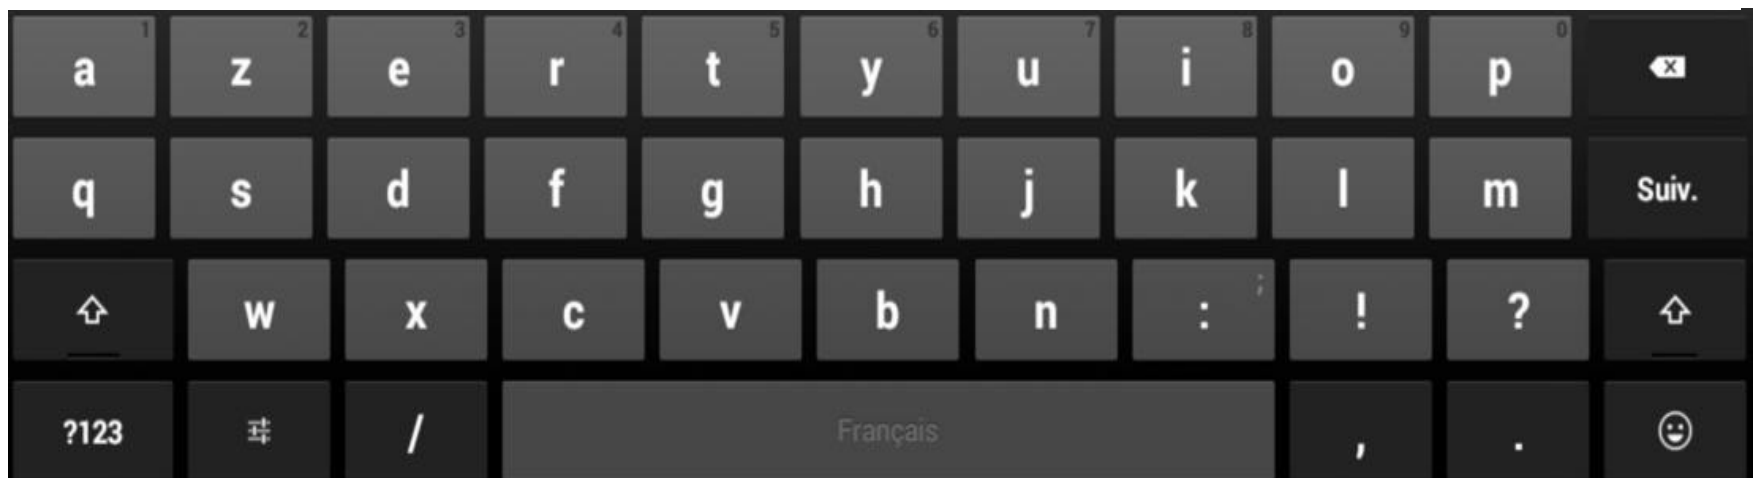 1 2 3 4 5 6 7 8 9 0
a z e r t y u i o p
q s d f g h j k l m Suiv.
;
w x c v b n : ! ?
?123 / Français , .